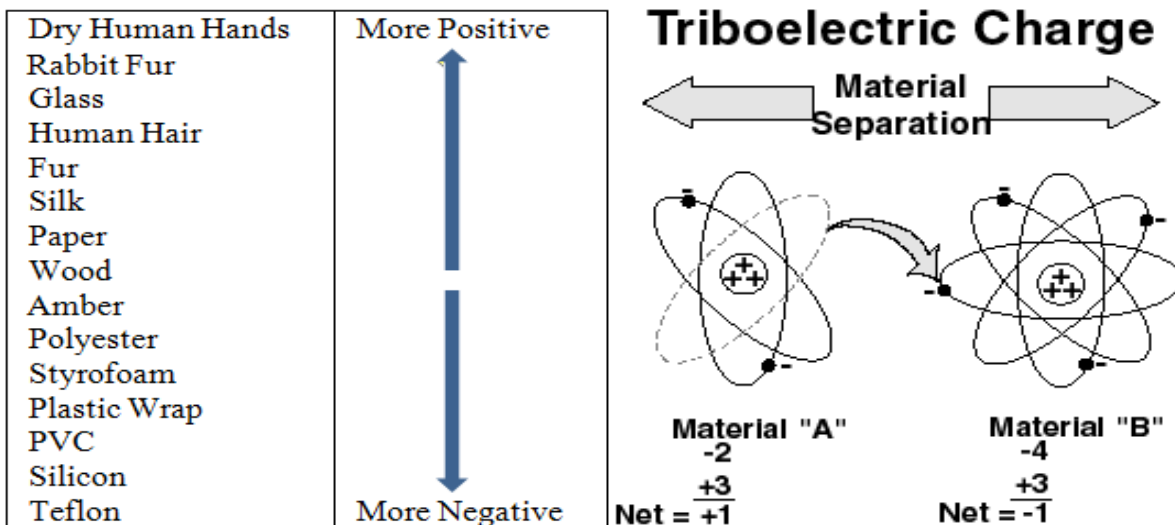 Dry Human Hands
Rabbit Fur
Glass
Human Hair
Fur
Silk
Paper
Wood
Amber
Polyester
Styrofoam
Plastic Wrap
PVC
Silicon
Teflon
More Positive
More Negative
Triboelectric Charge
Material
Separation
-
-
+
++
-
-
-
+
++
-
Material "A"
-2
+3
Net = +1
Material "B"
-4
+3
Net = -1